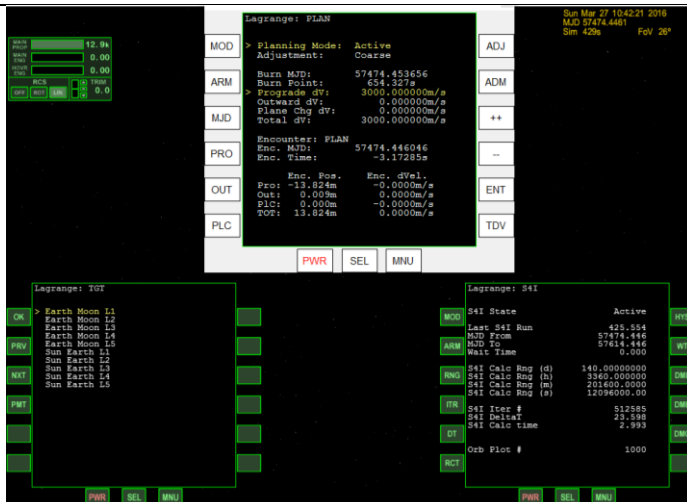 Sun Mar 27 10:42:21 2016
MJD 57474.4461
Sim 429s FoV 26°
MAIN PROP 12.9k
MAIN ENG 0.00
HOVR ENG 0.00
RCS TRIM
OFF ROT LIN 0.0
Lagrange: PLAN
MOD > Planning Mode: Active ADJ
Adjustment: Coarse
ARM Burn MJD: 57474.453656 ADM
Burn Point: 654.327s
> Prograde dV: 3000.000000m/s
Outward dV: 0.000000m/s
MJD Plane Chg dV: 0.000000m/s ++
Total dV: 3000.000000m/s
Encounter: PLAN
PRO Enc. MJD: 57474.446046 --
Enc. Time: -3.17285s
Enc. Pos. Enc. dVel.
OUT Pro: -13.824m -0.0000m/s ENT
Out: 0.009m -0.0000m/s
PlC: 0.000m -0.0000m/s
PLC TOT: 13.824m 0.0000m/s TDV
PWR SEL MNU
Lagrange: TGT
OK > Earth Moon L1
Earth Moon L2
Earth Moon L3
PRV Earth Moon L4
Earth Moon L5
Sun Earth L1
Sun Earth L2
NXT Sun Earth L3
Sun Earth L4
Sun Earth L5
PMT
PWR SEL MNU
Lagrange: S4I
MOD S4I State Active
Last S4I Run 425.554
ARM MJD From 57474.446
MJD To 57614.446
Wait Time 0.000 WT
RNG S4I Calc Rng (d) 140.00000000
S4I Calc Rng (h) 3360.000000
S4I Calc Rng (m) 201600.0000
S4I Calc Rng (s) 12096000.00
ITR S4I Iter # 512585
S4I DeltaT 23.598
DT S4I Calc time 2.993
RCT Orb Plot # 1000
PWR SEL MNU